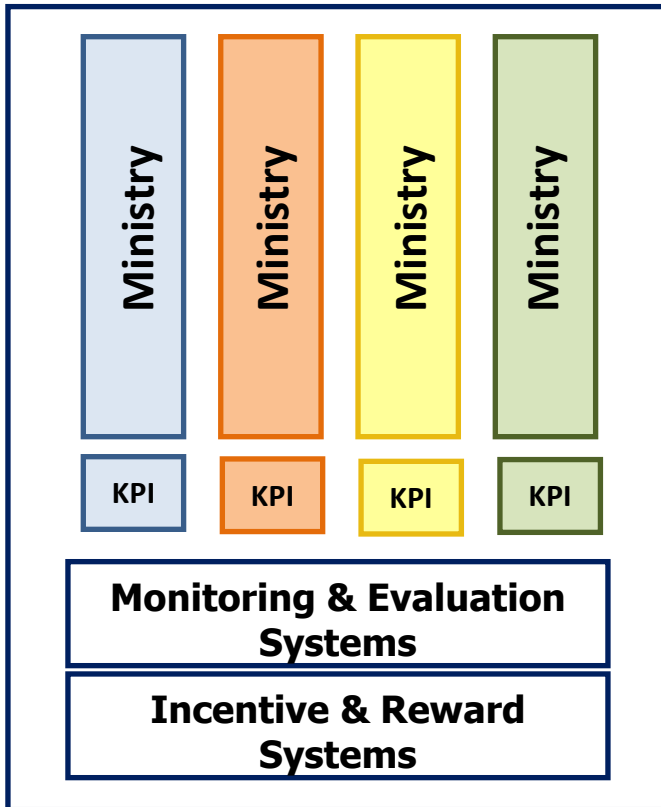 Ministry
Ministry
Ministry
Ministry
KPI
KPI
KPI
KPI
Monitoring & Evaluation
Systems
Incentive & Reward
Systems